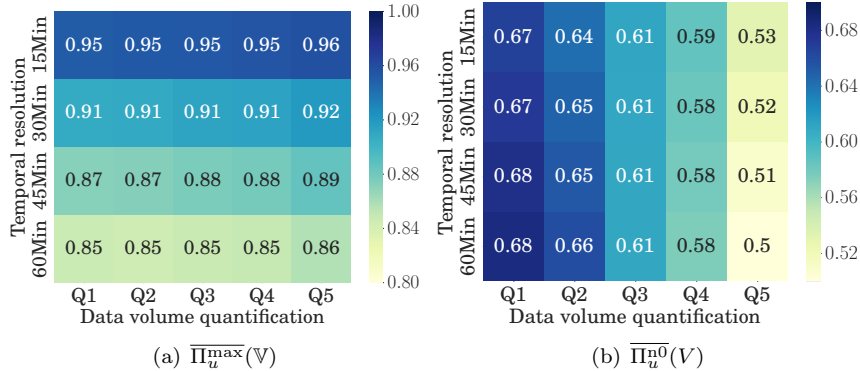 Temporal resolution
15Min 0.95 0.95 0.95 0.95 0.96
30Min 0.91 0.91 0.91 0.91 0.92
45Min 0.87 0.87 0.88 0.88 0.89
60Min 0.85 0.85 0.85 0.85 0.86
Q1 Q2 Q3 Q4 Q5
Data volume quantification
1.00
0.96
0.92
0.88
0.84
0.80
(a) $\overline{\Pi_u^{\max}}(\mathbb{V})$
Temporal resolution
15Min 0.67 0.64 0.61 0.59 0.53
30Min 0.67 0.65 0.61 0.58 0.52
45Min 0.68 0.65 0.61 0.58 0.51
60Min 0.68 0.66 0.61 0.58 0.5
Q1 Q2 Q3 Q4 Q5
Data volume quantification
0.68
0.64
0.60
0.56
0.52
(b) $\overline{\Pi_u^{\mathrm{n0}}}(V)$